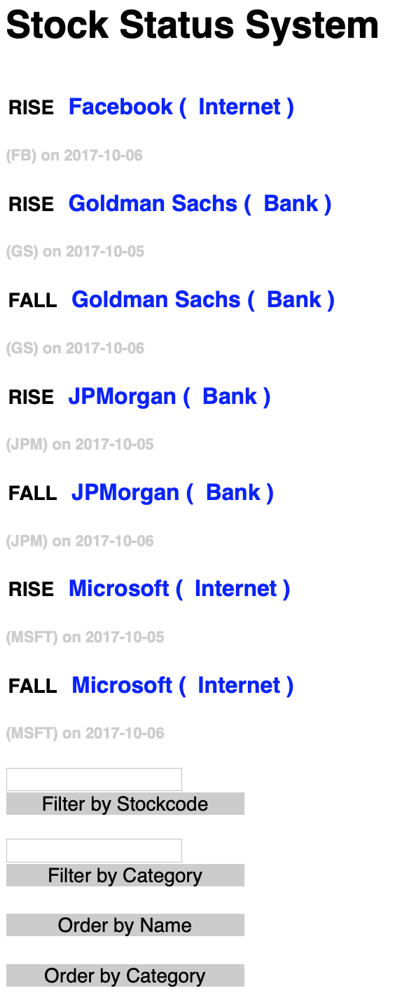 Stock Status System
RISE Facebook ( Internet )
(FB) on 2017-10-06
RISE Goldman Sachs ( Bank )
(GS) on 2017-10-05
FALL Goldman Sachs ( Bank )
(GS) on 2017-10-06
RISE JPMorgan ( Bank )
(JPM) on 2017-10-05
FALL JPMorgan ( Bank )
(JPM) on 2017-10-06
RISE Microsoft ( Internet )
(MSFT) on 2017-10-05
FALL Microsoft ( Internet )
(MSFT) on 2017-10-06
Filter by Stockcode
Filter by Category
Order by Name
Order by Category